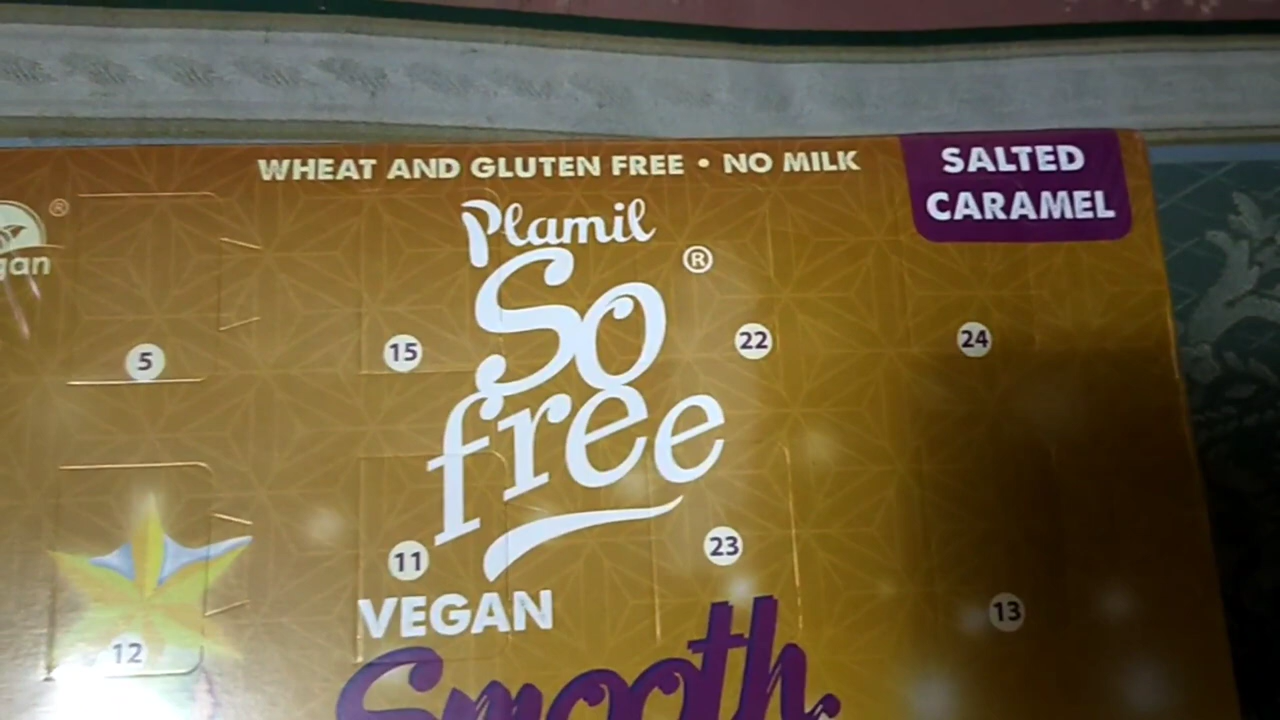 WHEAT AND GLUTEN FREE • NO MILK
SALTED
CARAMEL
®
gan
Plamil
So ®
free
5
15
22
24
11
23
12
VEGAN
13
Smooth